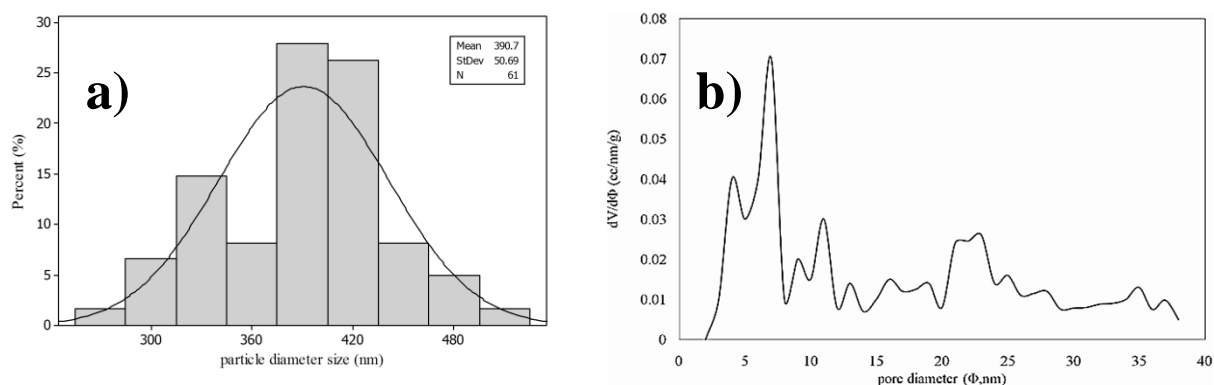 a)
Percent (%)
30
25
20
15
10
5
0
Mean 390.7
StDev 50.69
N 61
300 360 420 480
particle diameter size (nm)
b)
dV/dΦ (cc/nm/g)
0.08
0.07
0.06
0.05
0.04
0.03
0.02
0.01
0
0 5 10 15 20 25 30 35 40
pore diameter (Φ,nm)